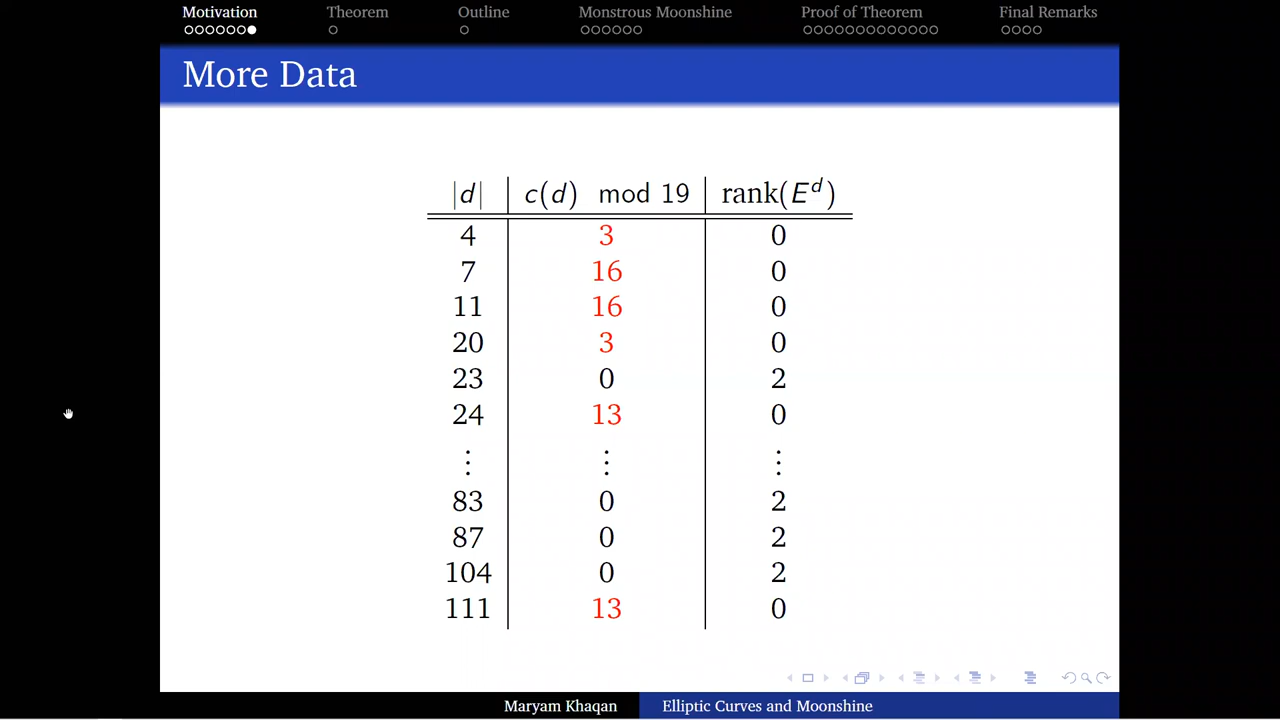 Motivation Theorem Outline Monstrous Moonshine Proof of Theorem Final Remarks
More Data
|d| c(d) mod 19 rank(E^d)
4 3 0
7 16 0
11 16 0
20 3 0
23 0 2
24 13 0
⋮ ⋮ ⋮
83 0 2
87 0 2
104 0 2
111 13 0
Maryam Khaqan Elliptic Curves and Moonshine